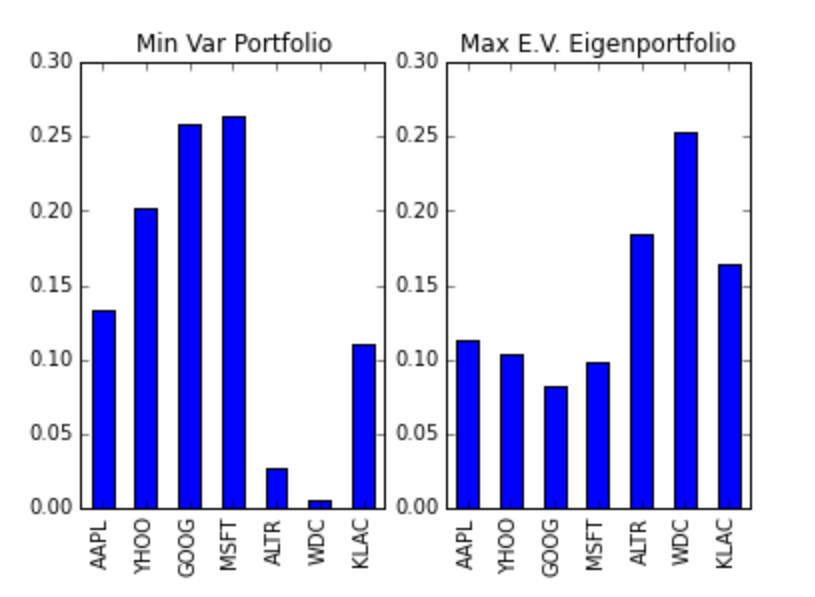 Min Var Portfolio
0.30
0.25
0.20
0.15
0.10
0.05
0.00
AAPL
YHOO
GOOG
MSFT
ALTR
WDC
KLAC
Max E.V. Eigenportfolio
0.30
0.25
0.20
0.15
0.10
0.05
0.00
AAPL
YHOO
GOOG
MSFT
ALTR
WDC
KLAC